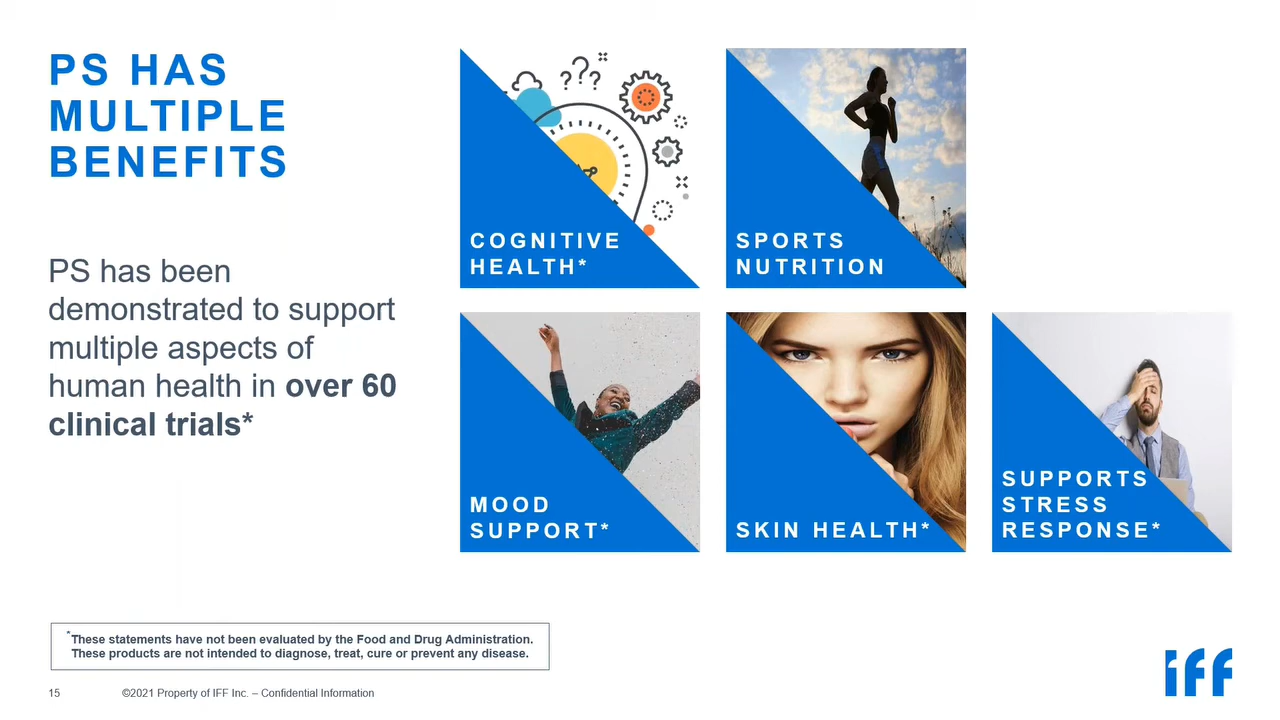 PS HAS
MULTIPLE
BENEFITS
PS has been
demonstrated to support
multiple aspects of
human health in over 60
clinical trials*
COGNITIVE
HEALTH*
SPORTS
NUTRITION
MOOD
SUPPORT*
SKIN HEALTH*
SUPPORTS
STRESS
RESPONSE*
*These statements have not been evaluated by the Food and Drug Administration.
These products are not intended to diagnose, treat, cure or prevent any disease.
15
©2021 Property of IFF Inc. – Confidential Information
iff